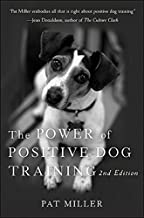 "Pat Miller embodies all that is right about positive dog training"
—Jean Donaldson, author of The Culture Clash
The POWER of
POSITIVE DOG
TRAINING 2nd Edition
PAT MILLER